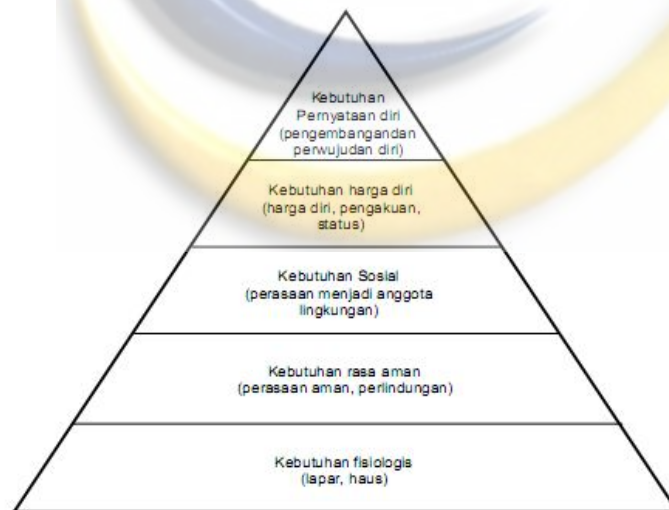 Kebutuhan
Pernyataan diri
(pengembangandan
perwujudan diri)
Kebutuhan harga diri
(harga diri, pengakuan,
status)
Kebutuhan Sosial
(perasaan menjadi anggota
lingkungan)
Kebutuhan rasa aman
(perasaan aman, perlindungan)
Kebutuhan fisiologis
(lapar, haus)